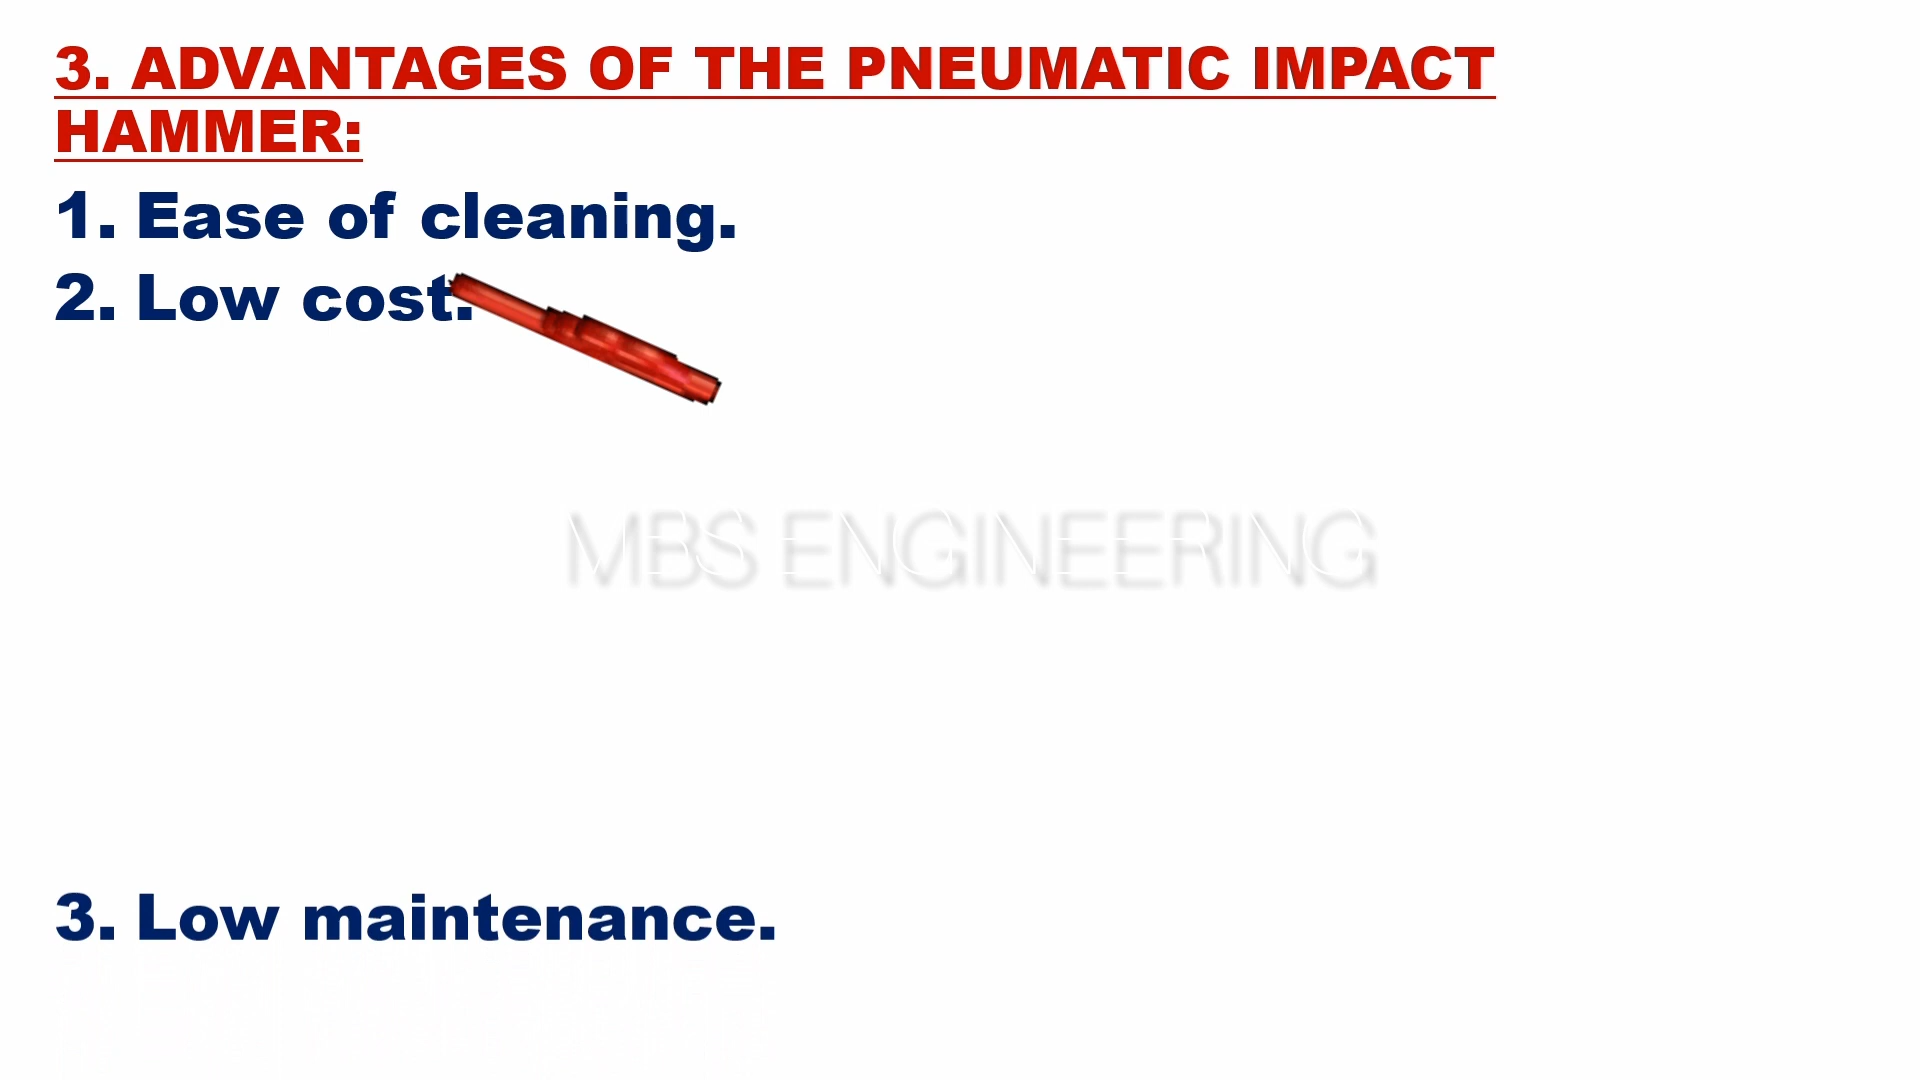 3. ADVANTAGES OF THE PNEUMATIC IMPACT
HAMMER:
1. Ease of cleaning.
2. Low cost.
MBS ENGINEERING
3. Low maintenance.